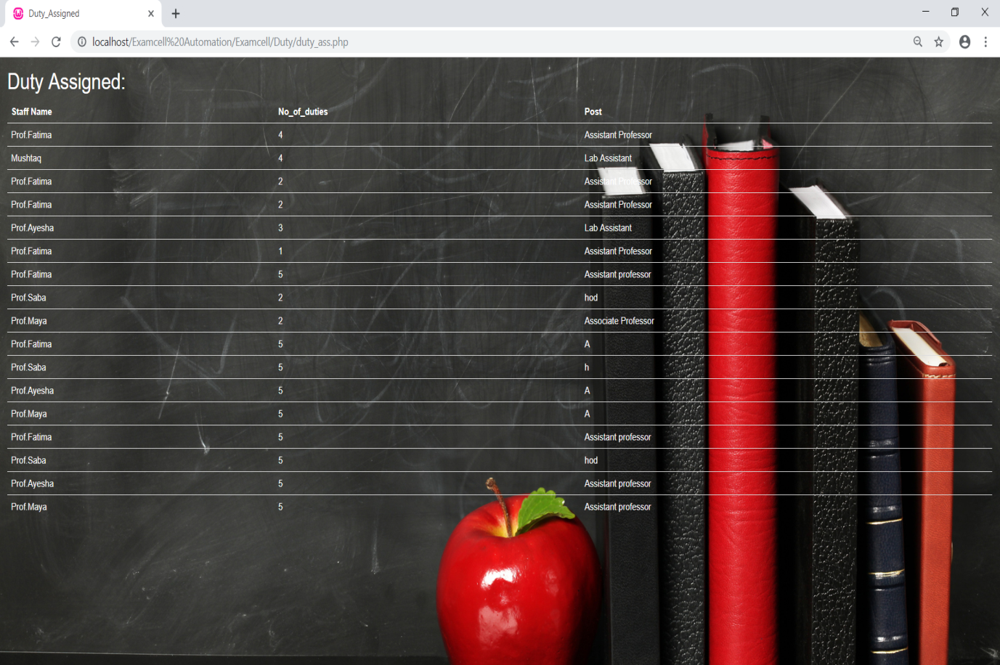 Duty_Assigned
localhost/Examcell%20Automation/Examcell/Duty/duty_ass.php
Duty Assigned:
Staff Name No_of_duties Post
Prof.Fatima 4 Assistant Professor
Mushtaq 4 Lab Assistant
Prof.Fatima 2 Assistant Professor
Prof.Fatima 2 Assistant Professor
Prof.Ayesha 3 Lab Assistant
Prof.Fatima 1 Assistant Professor
Prof.Fatima 5 Assistant professor
Prof.Saba 2 hod
Prof.Maya 2 Associate Professor
Prof.Fatima 5 A
Prof.Saba 5 h
Prof.Ayesha 5 A
Prof.Maya 5 A
Prof.Fatima 5 Assistant professor
Prof.Saba 5 hod
Prof.Ayesha 5 Assistant professor
Prof.Maya 5 Assistant professor